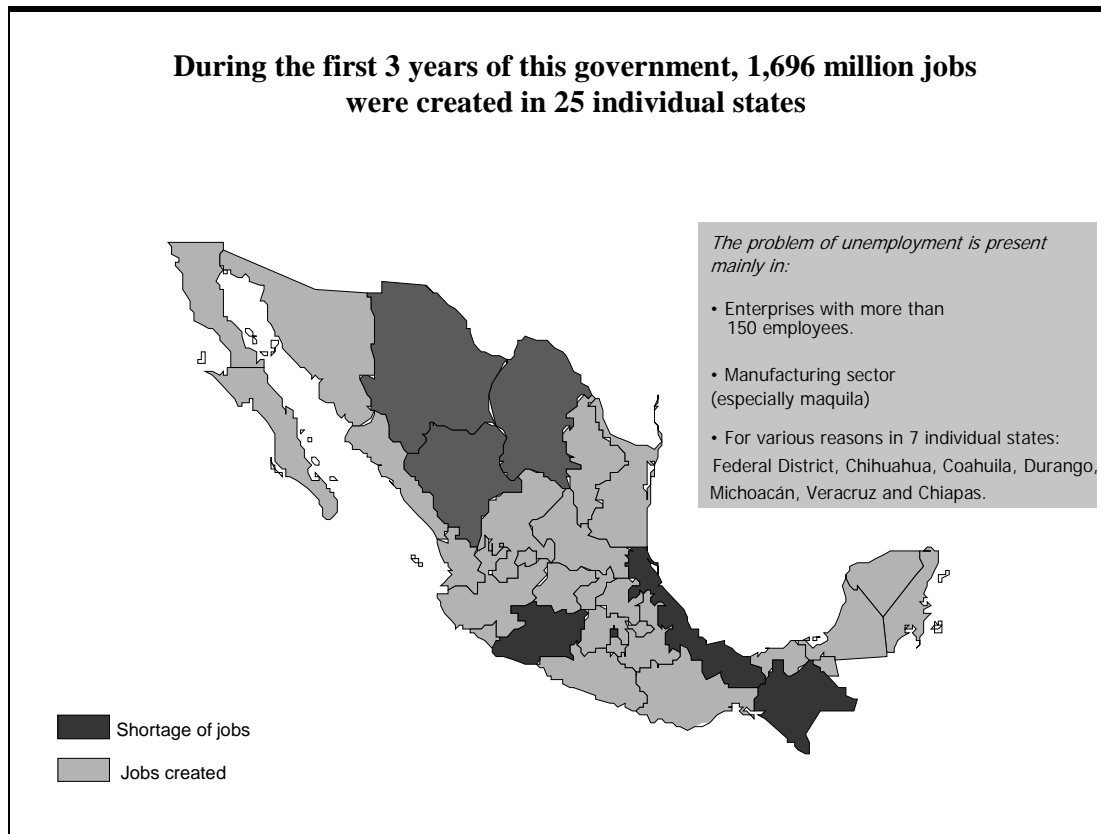 During the first 3 years of this government, 1,696 million jobs
were created in 25 individual states
The problem of unemployment is present
mainly in:
• Enterprises with more than
150 employees.
• Manufacturing sector
(especially maquila)
• For various reasons in 7 individual states:
Federal District, Chihuahua, Coahuila, Durango,
Michoacán, Veracruz and Chiapas.
Shortage of jobs
Jobs created